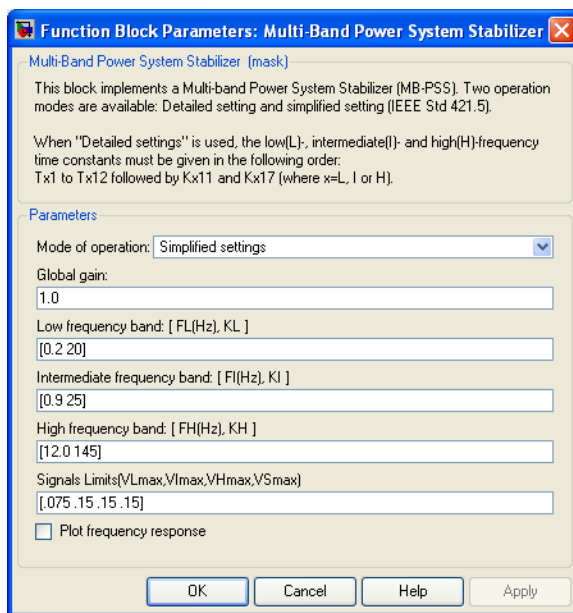 Function Block Parameters: Multi-Band Power System Stabilizer
Multi-Band Power System Stabilizer (mask)
This block implements a Multi-band Power System Stabilizer (MB-PSS). Two operation
modes are available: Detailed setting and simplified setting (IEEE Std 421.5).
When "Detailed settings" is used, the low(L)-, intermediate(I)- and high(H)-frequency
time constants must be given in the following order:
Tx1 to Tx12 followed by Kx11 and Kx17 (where x=L, I or H).
Parameters
Mode of operation: Simplified settings
Global gain:
1.0
Low frequency band: [ FL(Hz), KL ]
[0.2 20]
Intermediate frequency band: [ FI(Hz), KI ]
[0.9 25]
High frequency band: [ FH(Hz), KH ]
[12.0 145]
Signals Limits(VLmax,VImax,VHmax,VSmax)
[.075 .15 .15 .15]
Plot frequency response
OK Cancel Help Apply